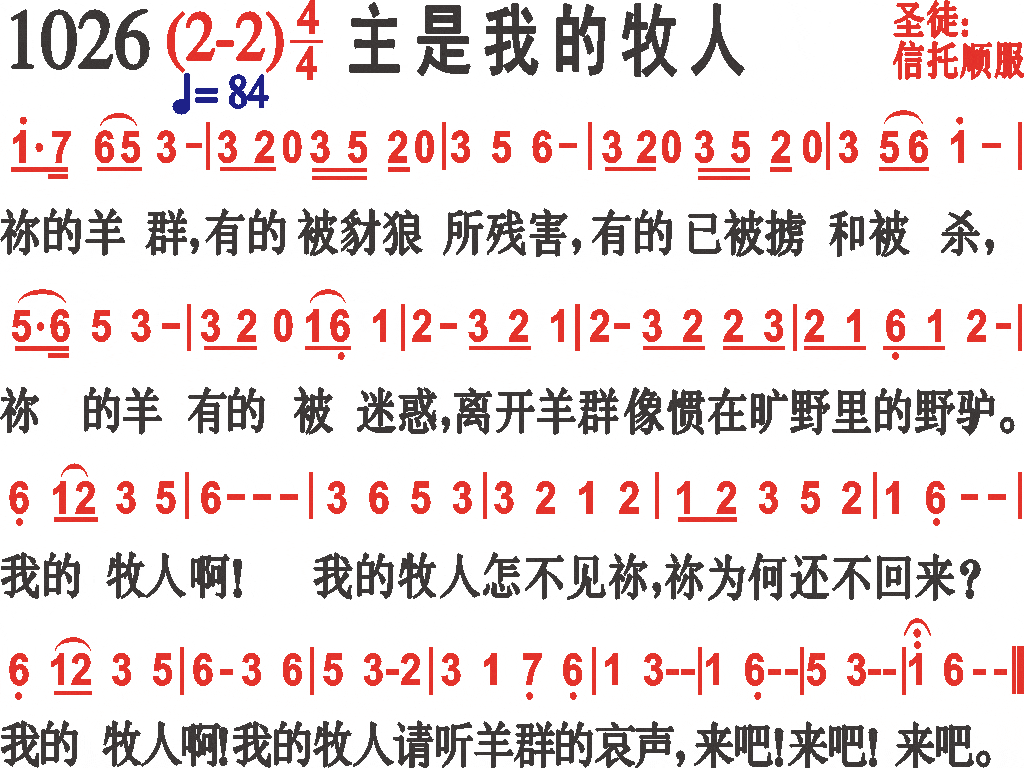 1026 (2-2) 4/4 主是我的牧人 圣徒:
♩= 84 信托顺服
1·7 65 3 -|3 2 0 3 5 2 0|3 5 6 -|3 2 0 3 5 2 0|3 56 1 -|
祢的羊 群,有的被豺狼 所残害,有的已被掳 和被 杀,
5·6 5 3 -|3 2 0 16 1|2 - 3 2 1|2 - 3 2 2 3|2 1 6 1 2 -|
祢 的羊 有的 被 迷惑,离开羊群像惯在旷野里的野驴。
6 12 3 5|6 - - -|3 6 5 3|3 2 1 2|1 2 3 5 2|1 6 - -|
我的 牧人啊! 我的牧人怎不见祢,祢为何还不回来?
6 12 3 5|6 - 3 6|5 3 - 2|3 1 7 6|1 3 - -|1 6 - -|5 3 - -|1 6 - -‖
我的 牧人啊!我的牧人请听羊群的哀声,来吧!来吧! 来吧。